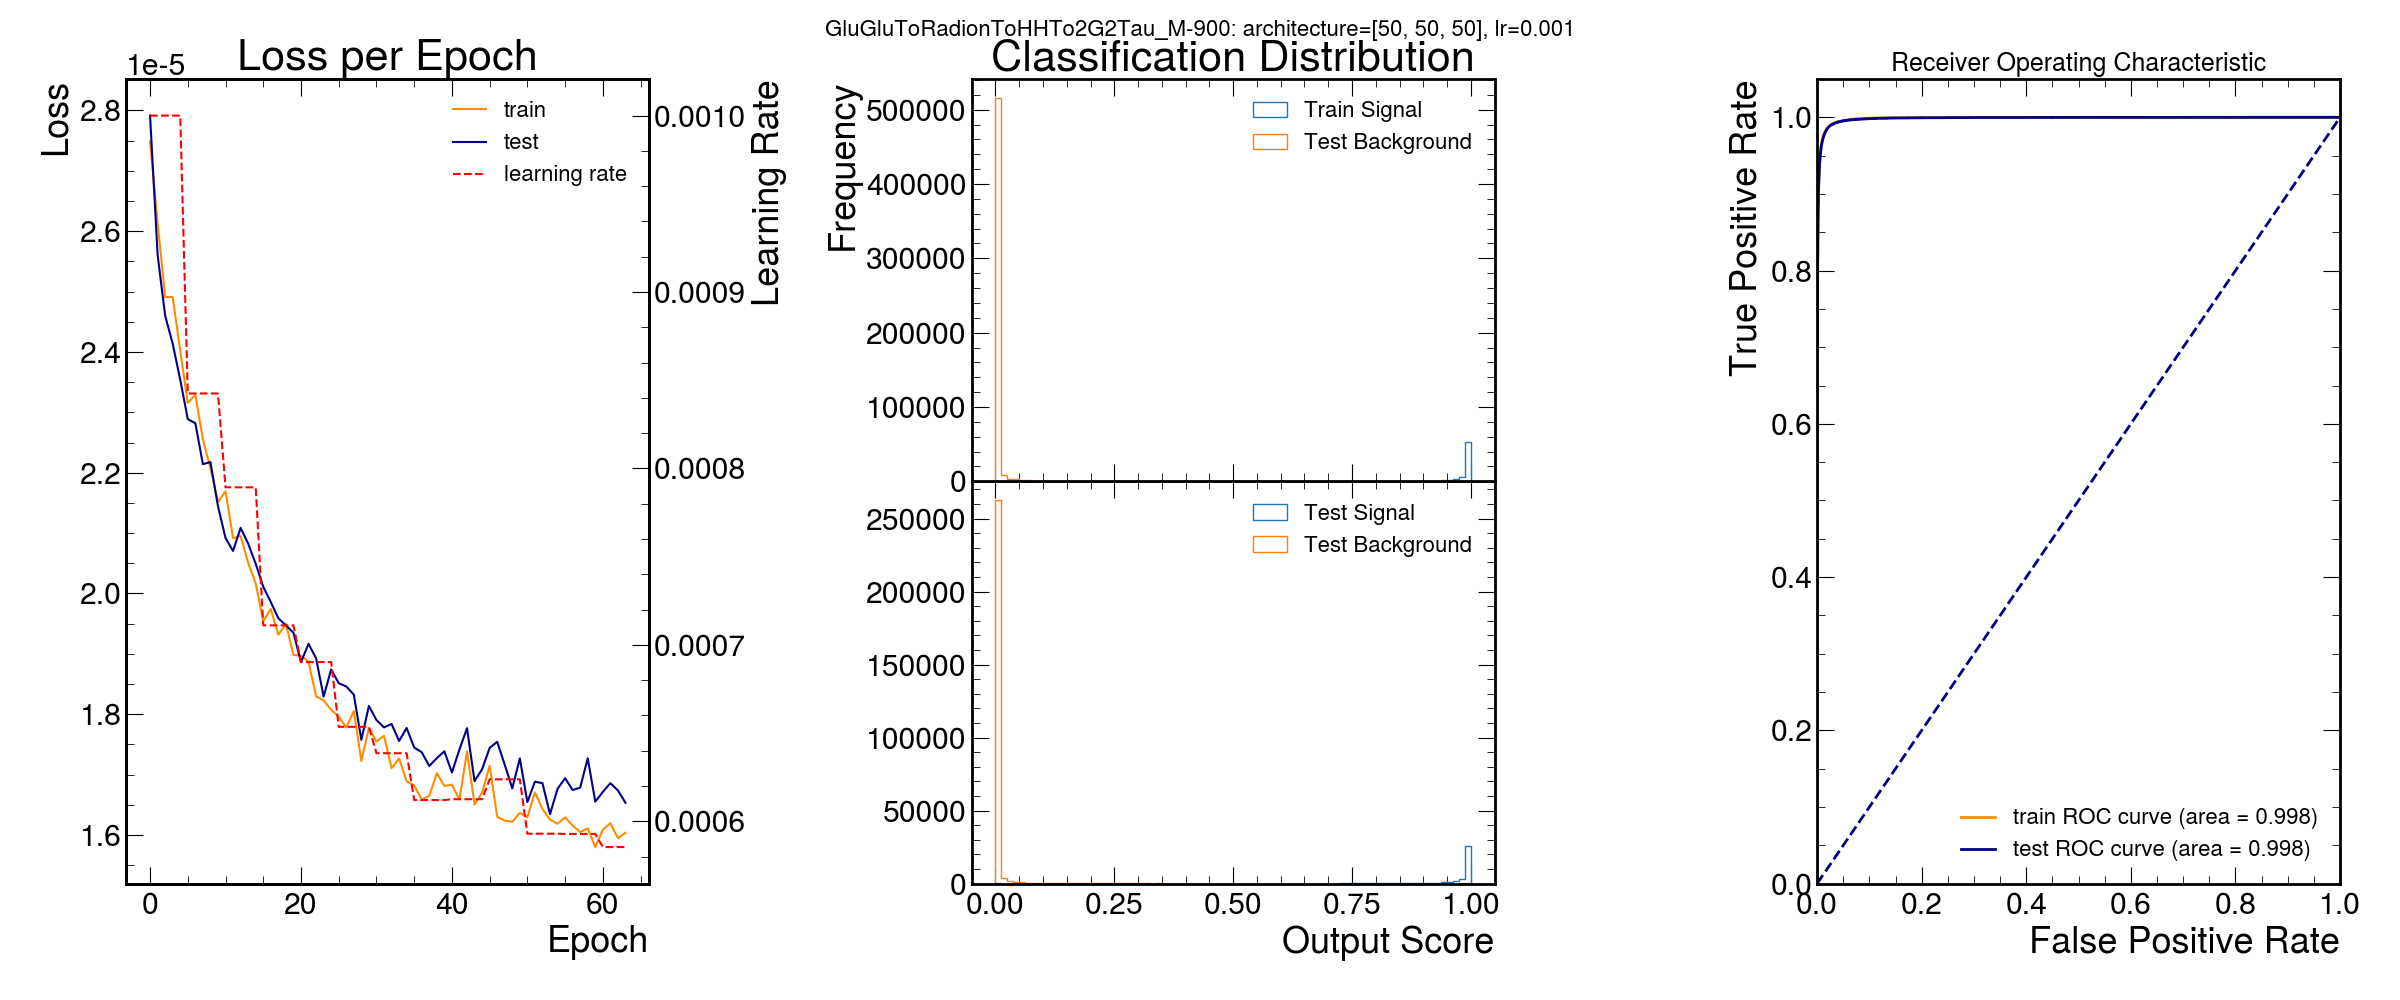 GluGluToRadionToHHTo2G2Tau_M-900: architecture=[50, 50, 50], lr=0.001
Loss per Epoch
1e-5
Loss
2.8
2.6
2.4
2.2
2.0
1.8
1.6
train
test
learning rate
0.0010
0.0009
0.0008
0.0007
0.0006
Learning Rate
0
20
40
60
Epoch
Classification Distribution
Frequency
500000
400000
300000
200000
100000
0
Train Signal
Test Background
250000
200000
150000
100000
50000
0
Test Signal
Test Background
0.00
0.25
0.50
0.75
1.00
Output Score
Receiver Operating Characteristic
True Positive Rate
1.0
0.8
0.6
0.4
0.2
0.0
train ROC curve (area = 0.998)
test ROC curve (area = 0.998)
0.0
0.2
0.4
0.6
0.8
1.0
False Positive Rate